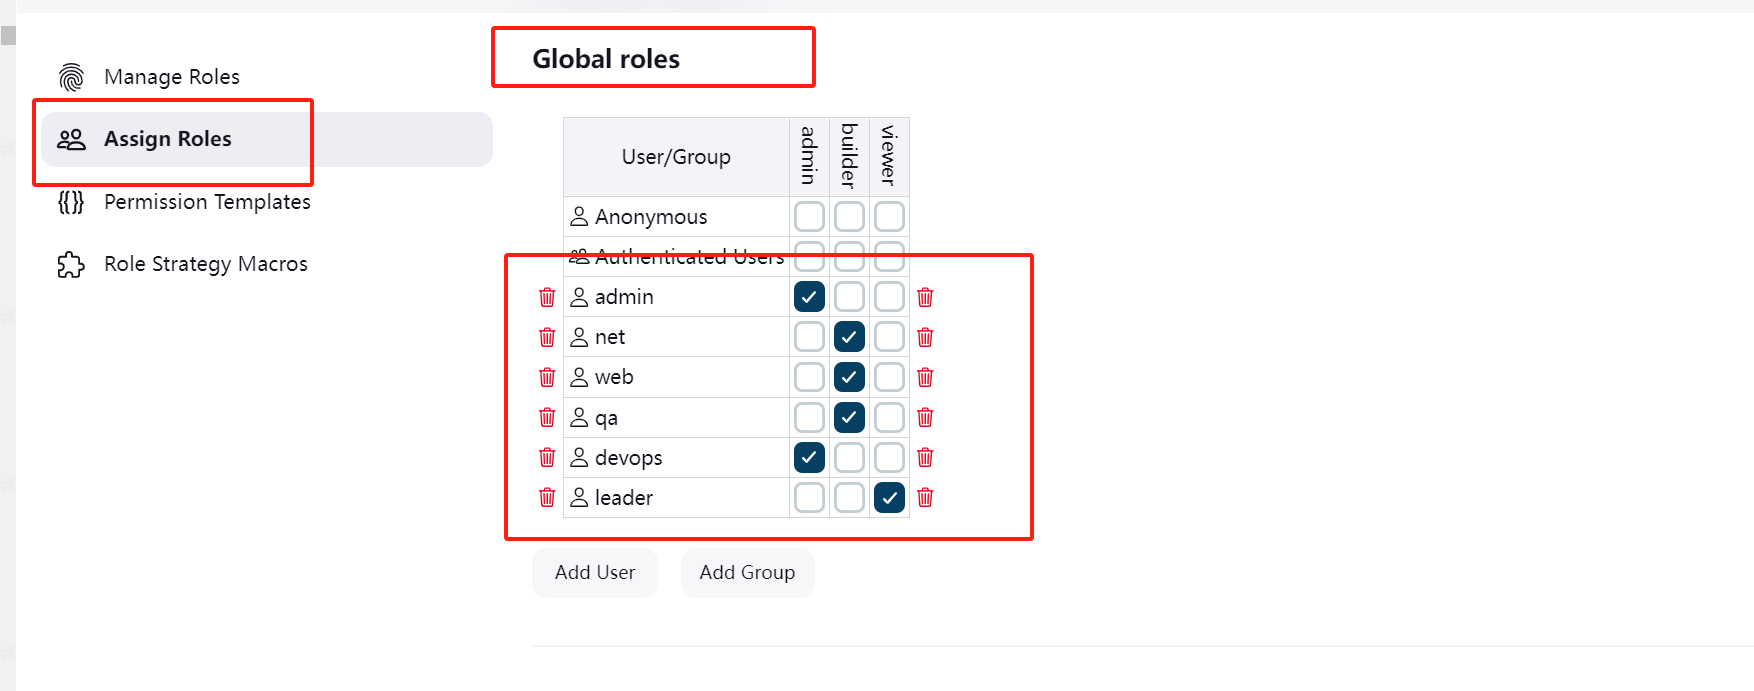 Manage Roles
Assign Roles
Permission Templates
Role Strategy Macros
Global roles
User/Group
admin
builder
viewer
Anonymous
Authenticated Users
admin
net
web
qa
devops
leader
Add User
Add Group